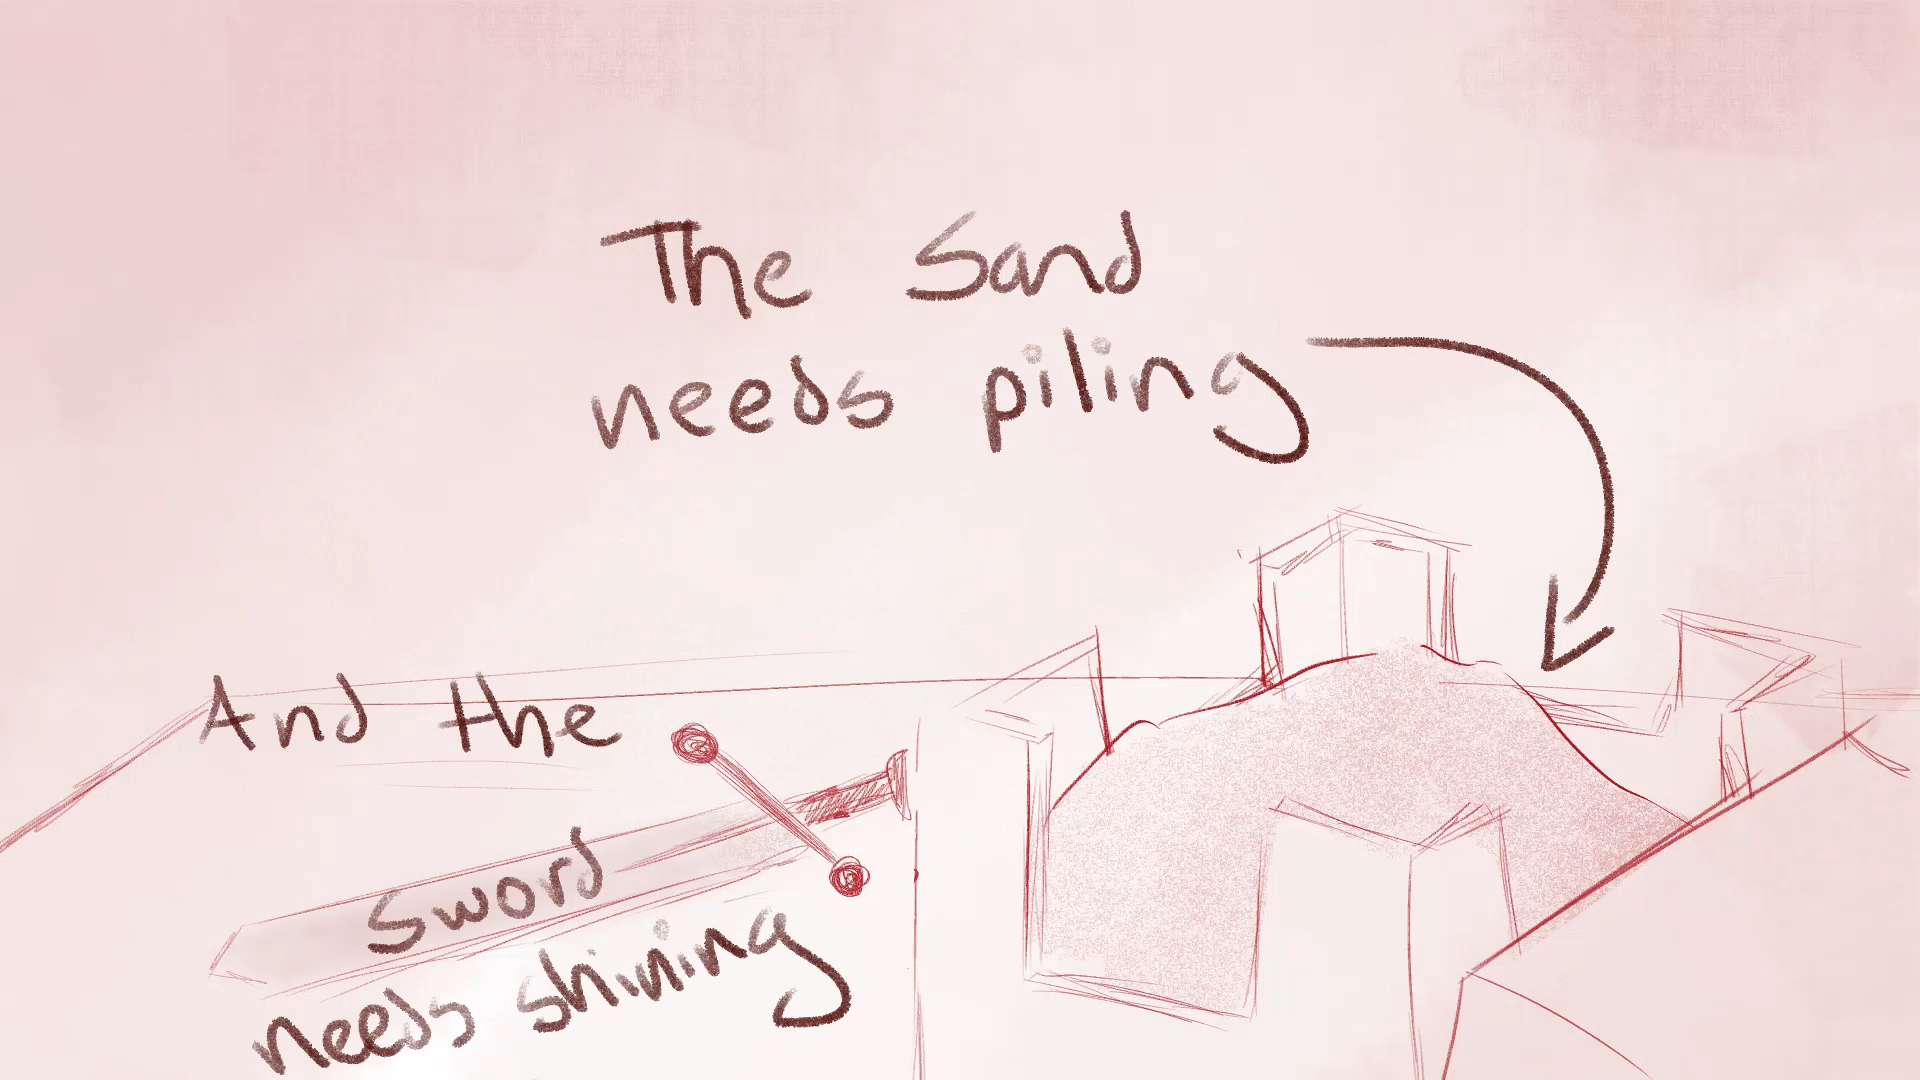 The Sand
needs piling
And the
sword
needs shining